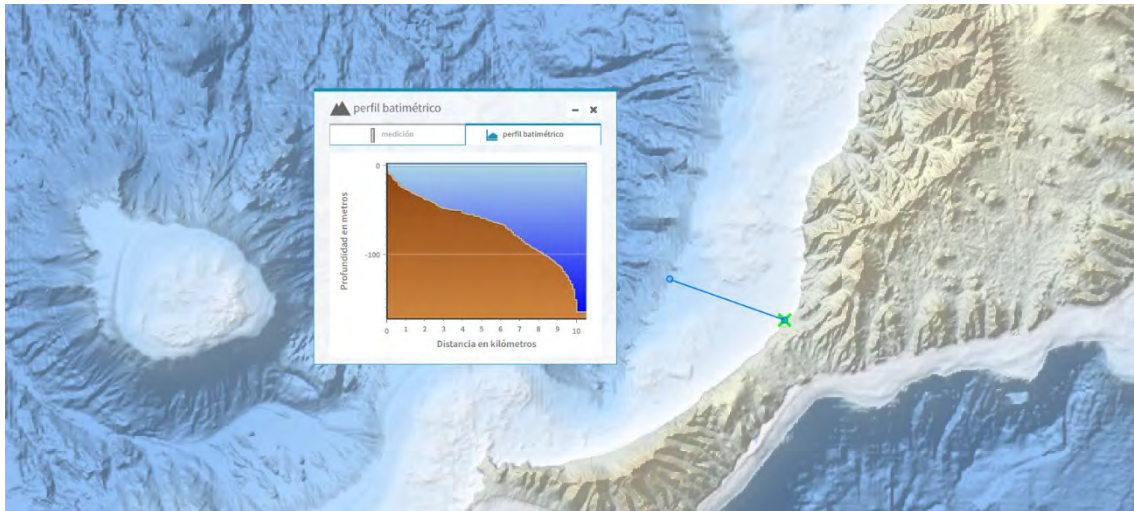 perfil batimétrico
medición
perfil batimétrico
0
-100
Profundidad en metros
0 1 2 3 4 5 6 7 8 9 10
Distancia en kilómetros